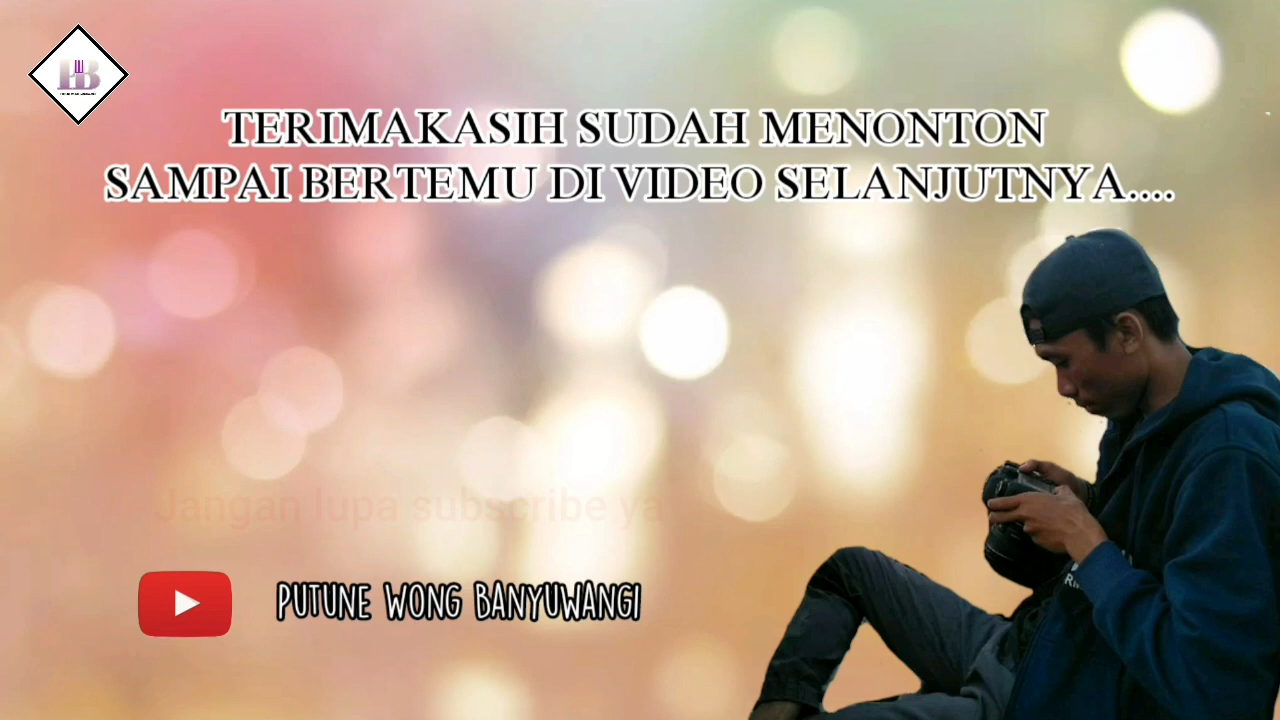 TERIMAKASIH SUDAH MENONTON
SAMPAI BERTEMU DI VIDEO SELANJUTNYA....
Jangan lupa subscribe ya
PUTUNE WONG BANYUWANGI